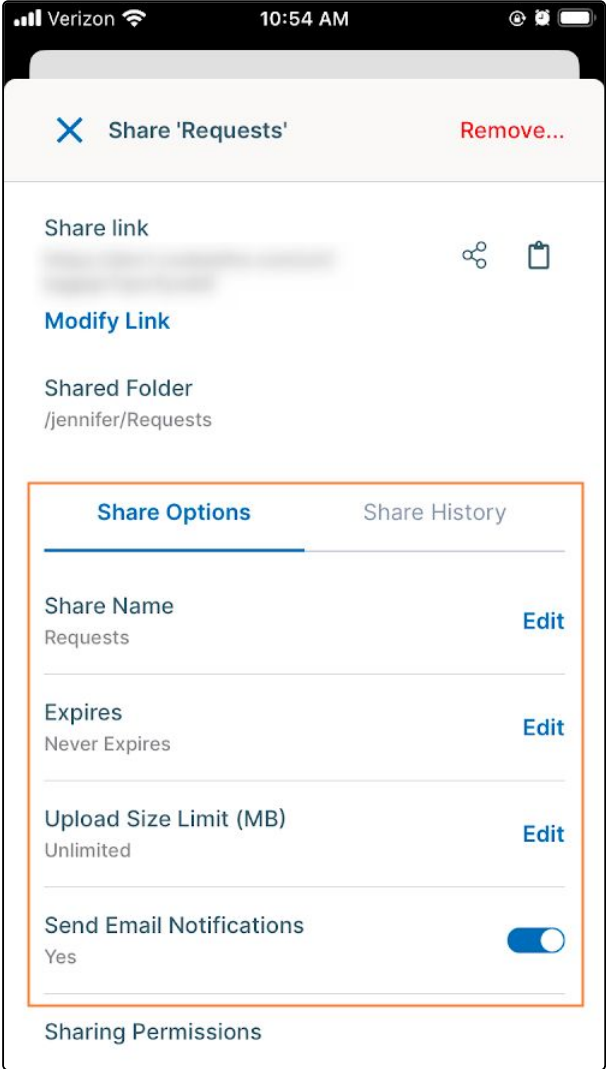 Verizon 10:54 AM
Share 'Requests' Remove...
Share link
Modify Link
Shared Folder
/jennifer/Requests
Share Options Share History
Share Name
Requests
Edit
Expires
Never Expires
Edit
Upload Size Limit (MB)
Unlimited
Edit
Send Email Notifications
Yes
Sharing Permissions